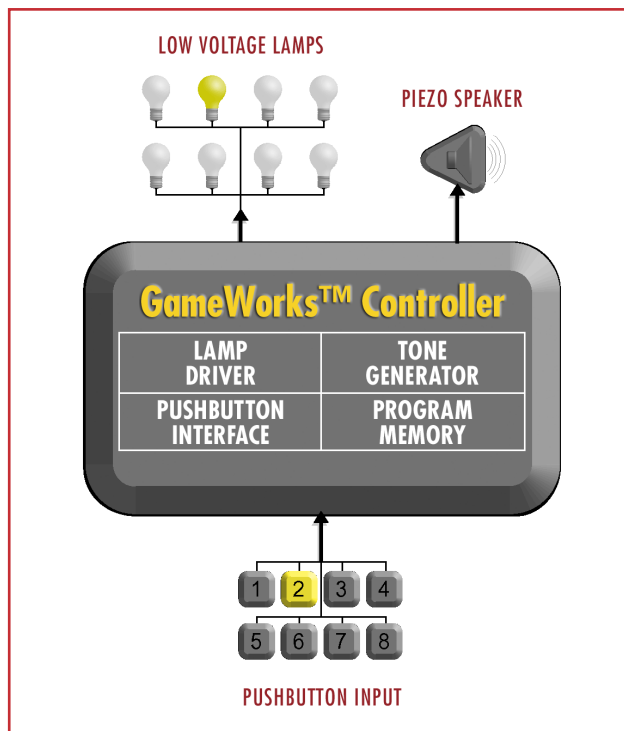 LOW VOLTAGE LAMPS
PIEZO SPEAKER
GameWorks™ Controller
LAMP
DRIVER
TONE
GENERATOR
PUSHBUTTON
INTERFACE
PROGRAM
MEMORY
1 2 3 4
5 6 7 8
PUSHBUTTON INPUT